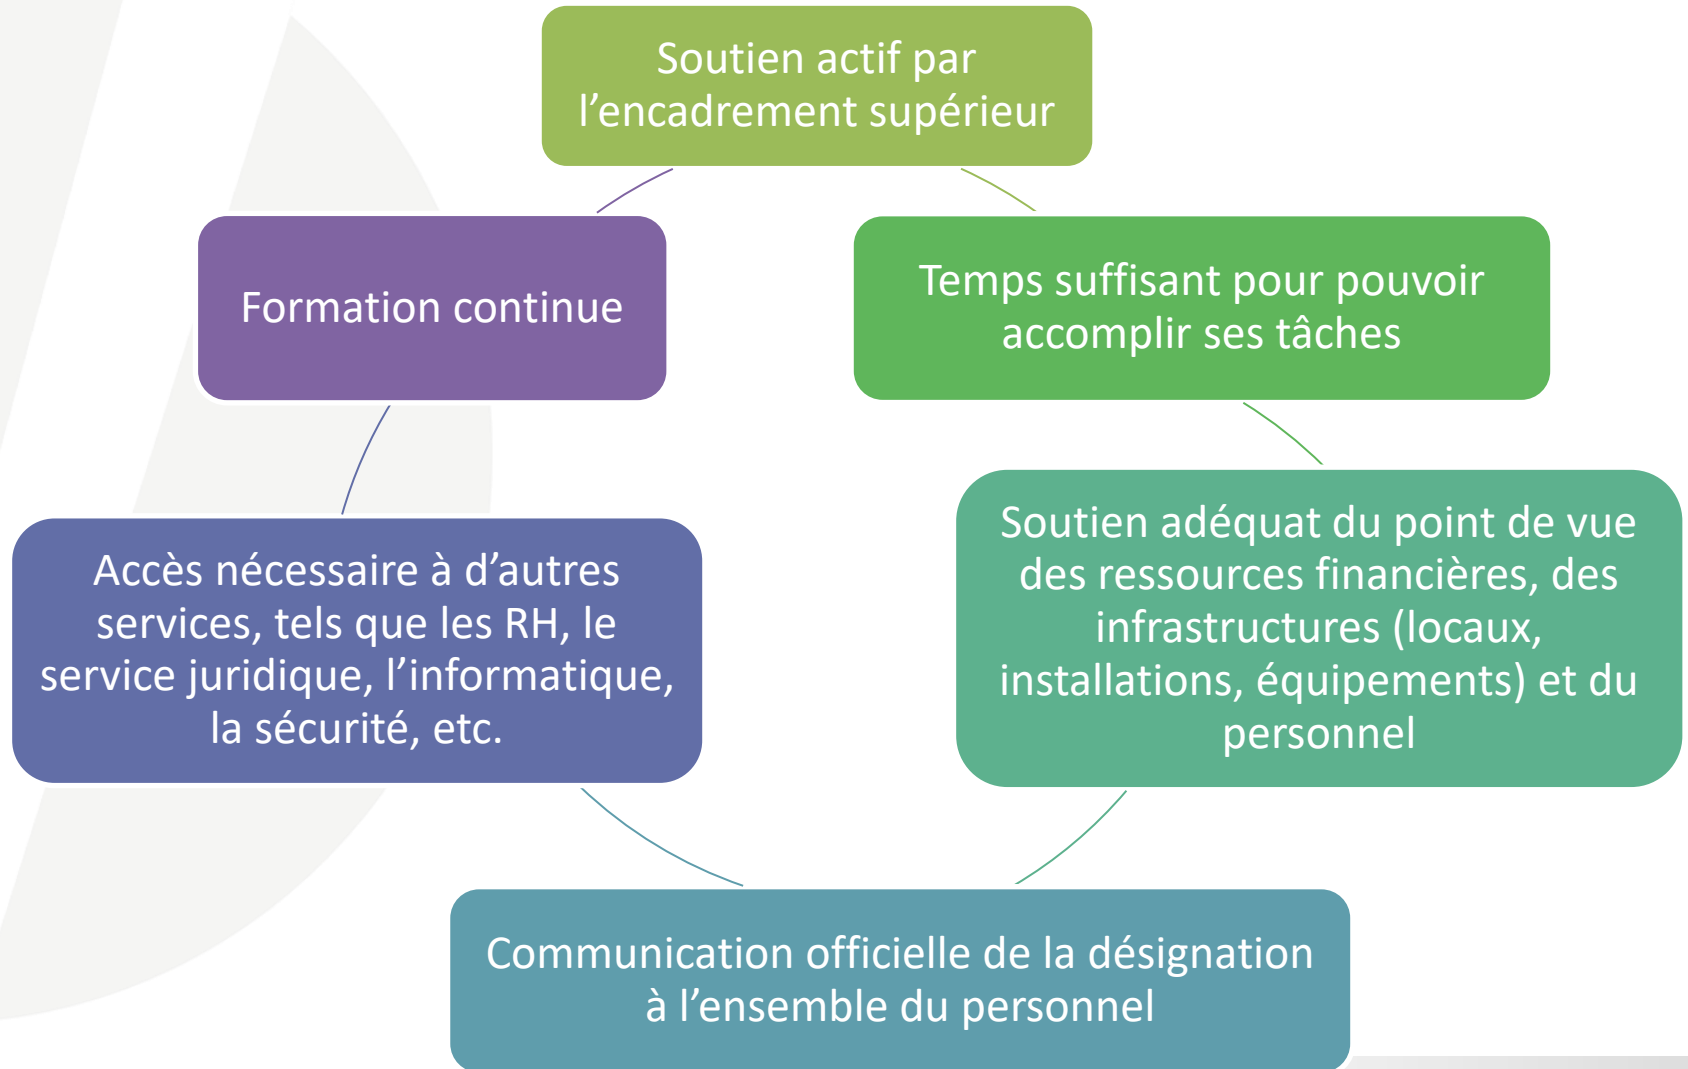 Soutien actif par
l’encadrement supérieur
Temps suffisant pour pouvoir
accomplir ses tâches
Soutien adéquat du point de vue
des ressources financières, des
infrastructures (locaux,
installations, équipements) et du
personnel
Communication officielle de la désignation
à l’ensemble du personnel
Accès nécessaire à d’autres
services, tels que les RH, le
service juridique, l’informatique,
la sécurité, etc.
Formation continue